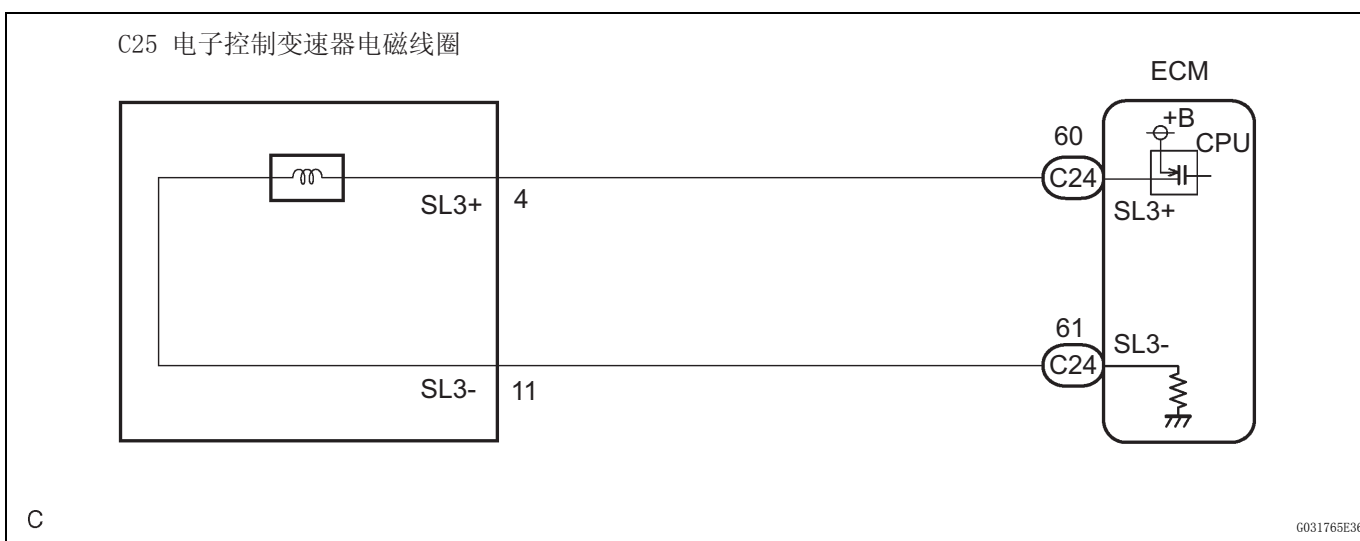 C25 电子控制变速器电磁线圈
ECM
+B
CPU
60
C24
SL3+
4
SL3+
61
C24
SL3-
SL3-
11
C
G031765E36